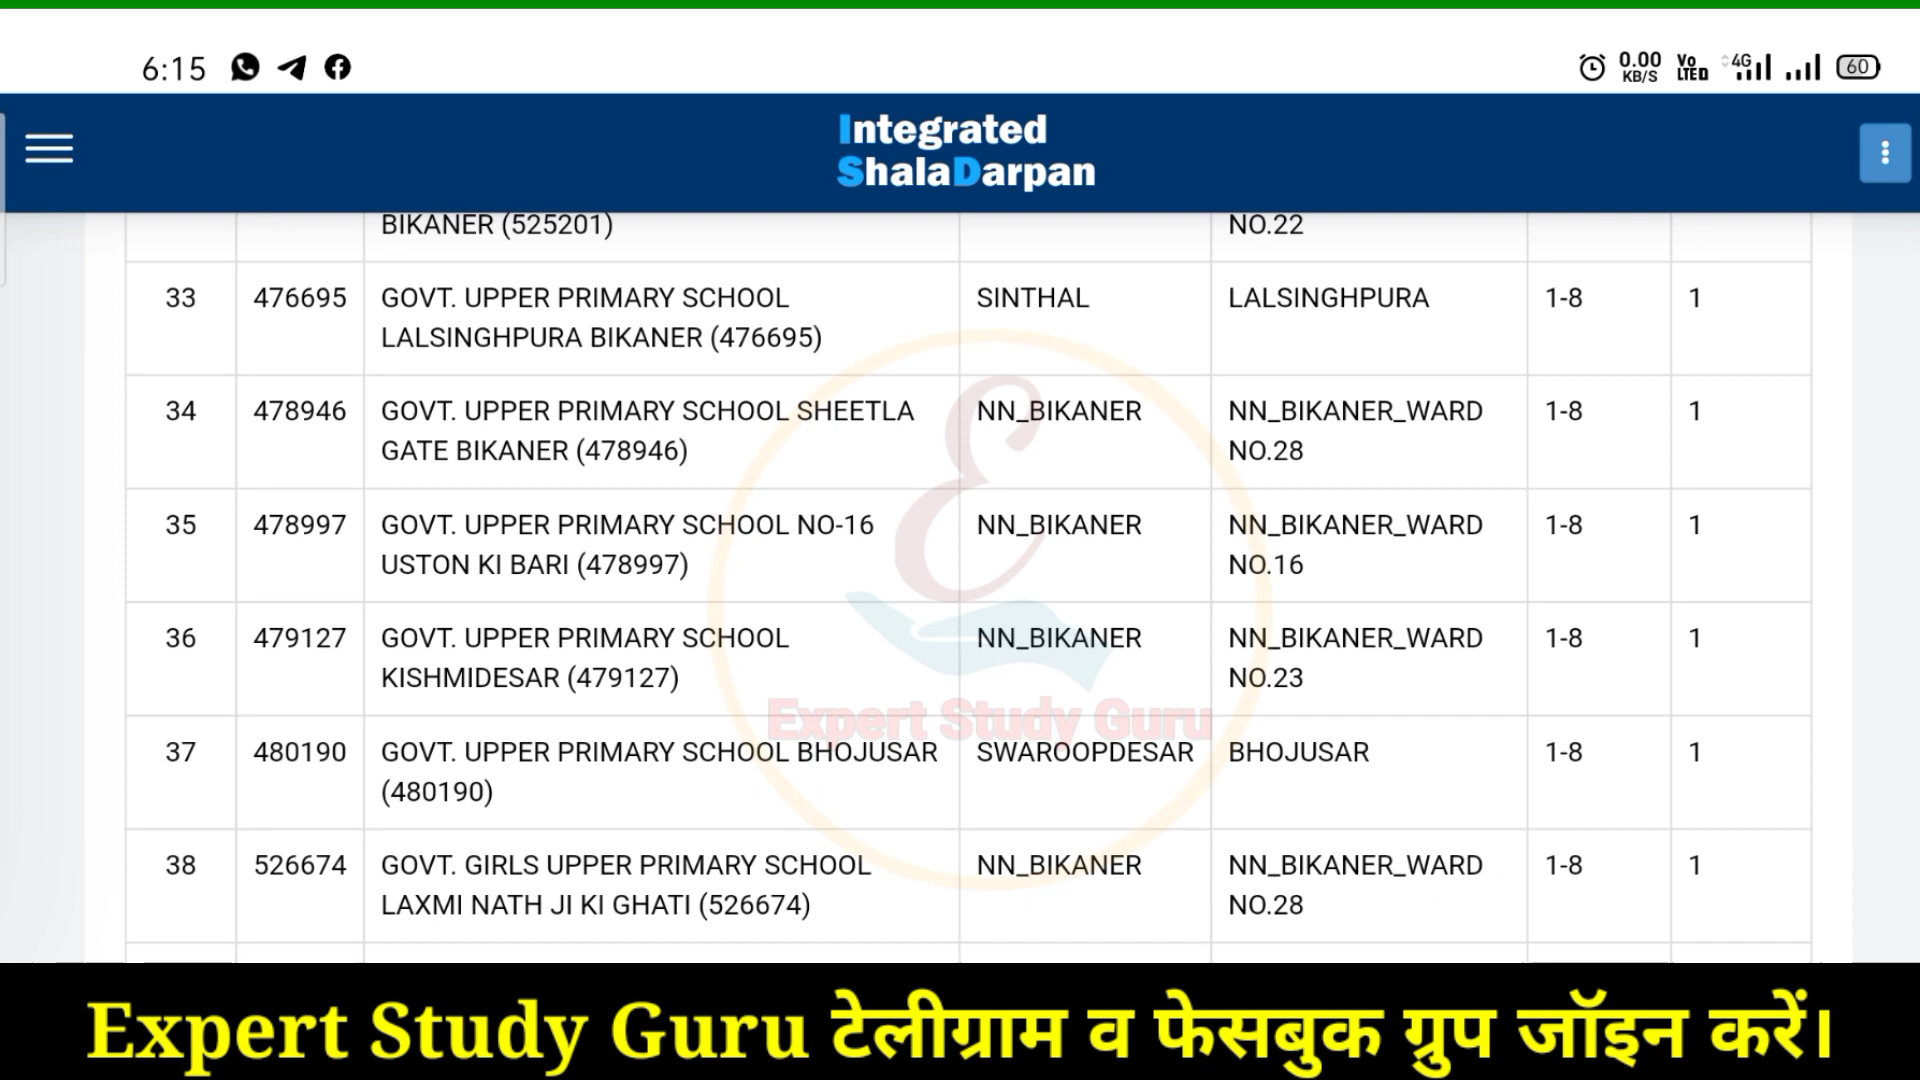 6:15 0.00 KB/S Vo LTED 4G 60
Integrated
ShalaDarpan
BIKANER (525201) NO.22
33 476695 GOVT. UPPER PRIMARY SCHOOL SINTHAL LALSINGHPURA 1-8 1
LALSINGHPURA BIKANER (476695)
34 478946 GOVT. UPPER PRIMARY SCHOOL SHEETLA NN_BIKANER NN_BIKANER_WARD 1-8 1
GATE BIKANER (478946) NO.28
35 478997 GOVT. UPPER PRIMARY SCHOOL NO-16 NN_BIKANER NN_BIKANER_WARD 1-8 1
USTON KI BARI (478997) NO.16
36 479127 GOVT. UPPER PRIMARY SCHOOL NN_BIKANER NN_BIKANER_WARD 1-8 1
KISHMIDESAR (479127) NO.23
Expert Study Guru
37 480190 GOVT. UPPER PRIMARY SCHOOL BHOJUSAR SWAROOPDESAR BHOJUSAR 1-8 1
(480190)
38 526674 GOVT. GIRLS UPPER PRIMARY SCHOOL NN_BIKANER NN_BIKANER_WARD 1-8 1
LAXMI NATH JI KI GHATI (526674) NO.28
Expert Study Guru टेलीग्राम व फेसबुक ग्रुप जॉइन करें।